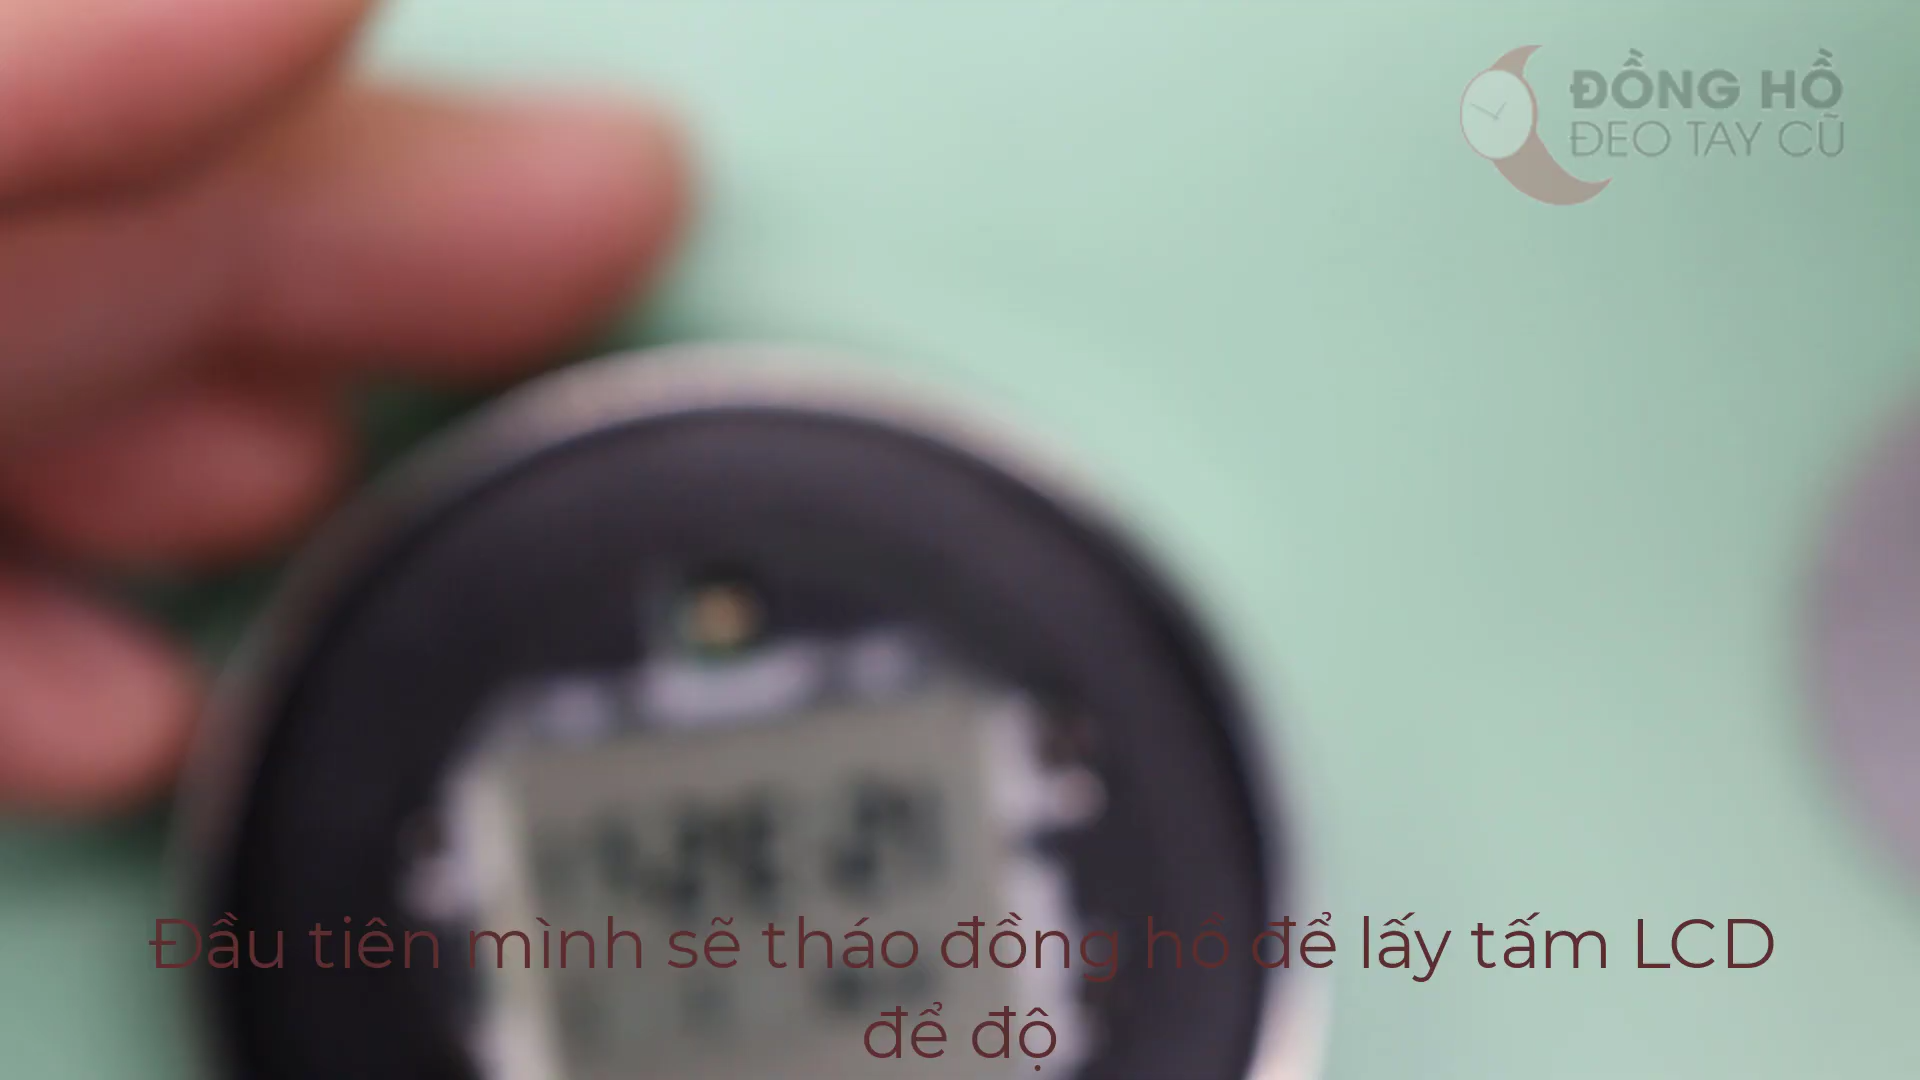 ĐỒNG HỒ
ĐEO TAY CŨ
Đầu tiên mình sẽ tháo đồng hồ để lấy tấm LCD
để độ